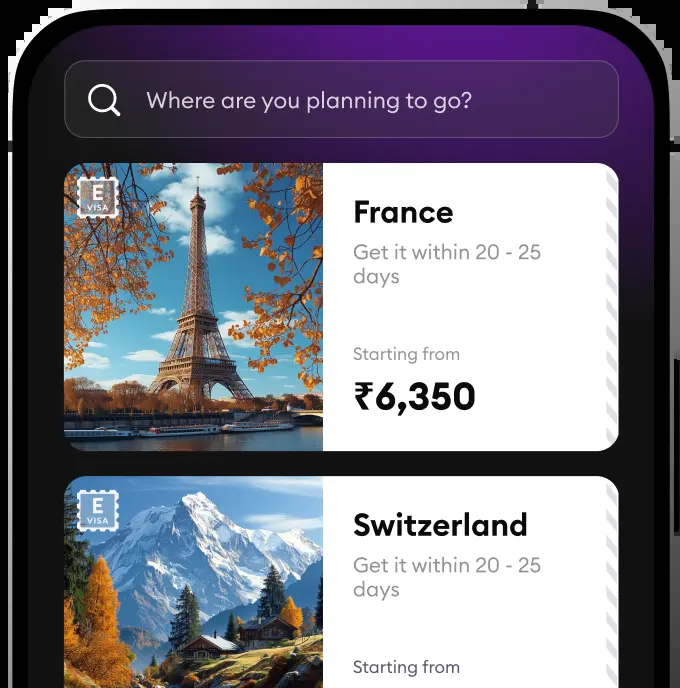 Where are you planning to go?
E
VISA
France
Get it within 20 - 25
days
Starting from
₹6,350
E
VISA
Switzerland
Get it within 20 - 25
days
Starting from